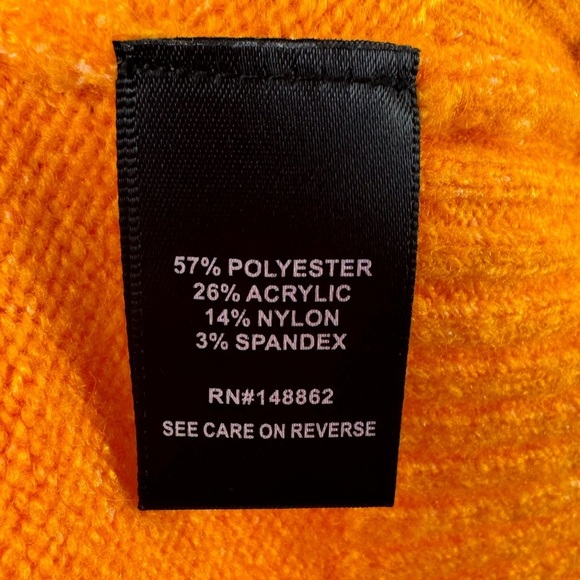 57% POLYESTER
26% ACRYLIC
14% NYLON
3% SPANDEX
RN#148862
SEE CARE ON REVERSE